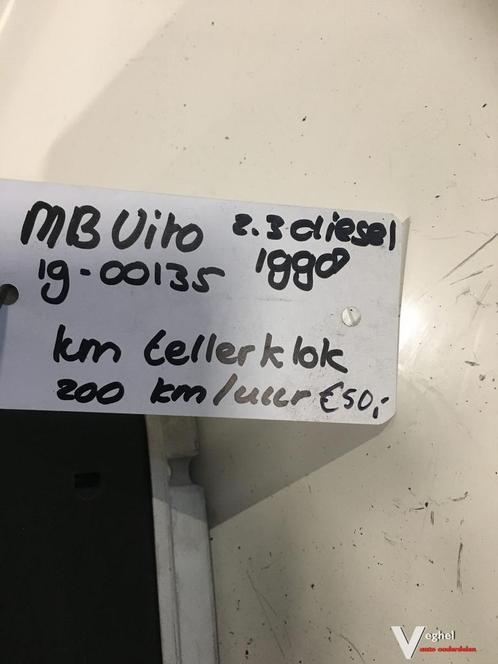 MB Vito 2.3 diesel
19-00135 1998
km tellerklok
200 km/uur €50,-
Veghel
auto onderdelen